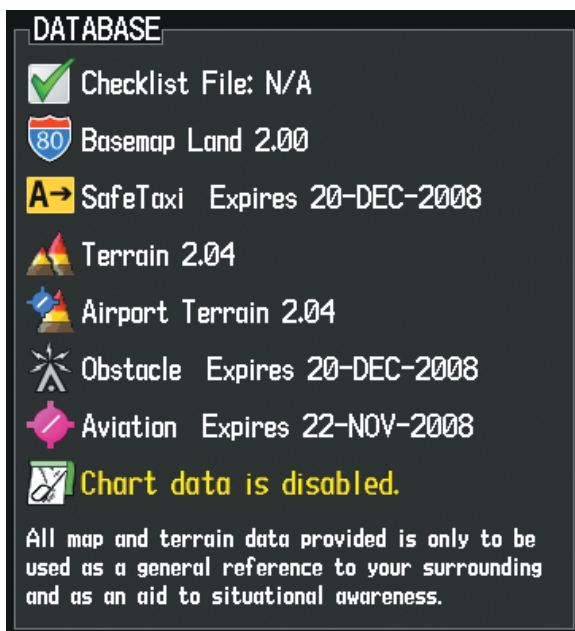 DATABASE
Checklist File: N/A
80 Basemap Land 2.00
A→ SafeTaxi Expires 20-DEC-2008
Terrain 2.04
Airport Terrain 2.04
Obstacle Expires 20-DEC-2008
Aviation Expires 22-NOV-2008
Chart data is disabled.
All map and terrain data provided is only to be
used as a general reference to your surrounding
and as an aid to situational awareness.